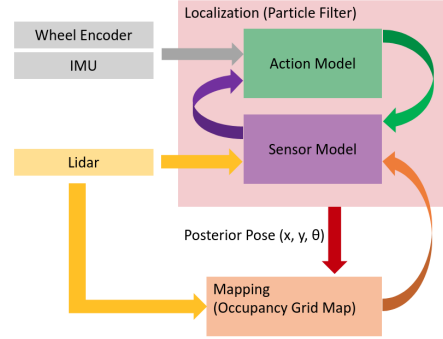 Localization (Particle Filter)
Wheel Encoder
IMU
Action Model
Lidar
Sensor Model
Posterior Pose (x, y, θ)
Mapping
(Occupancy Grid Map)